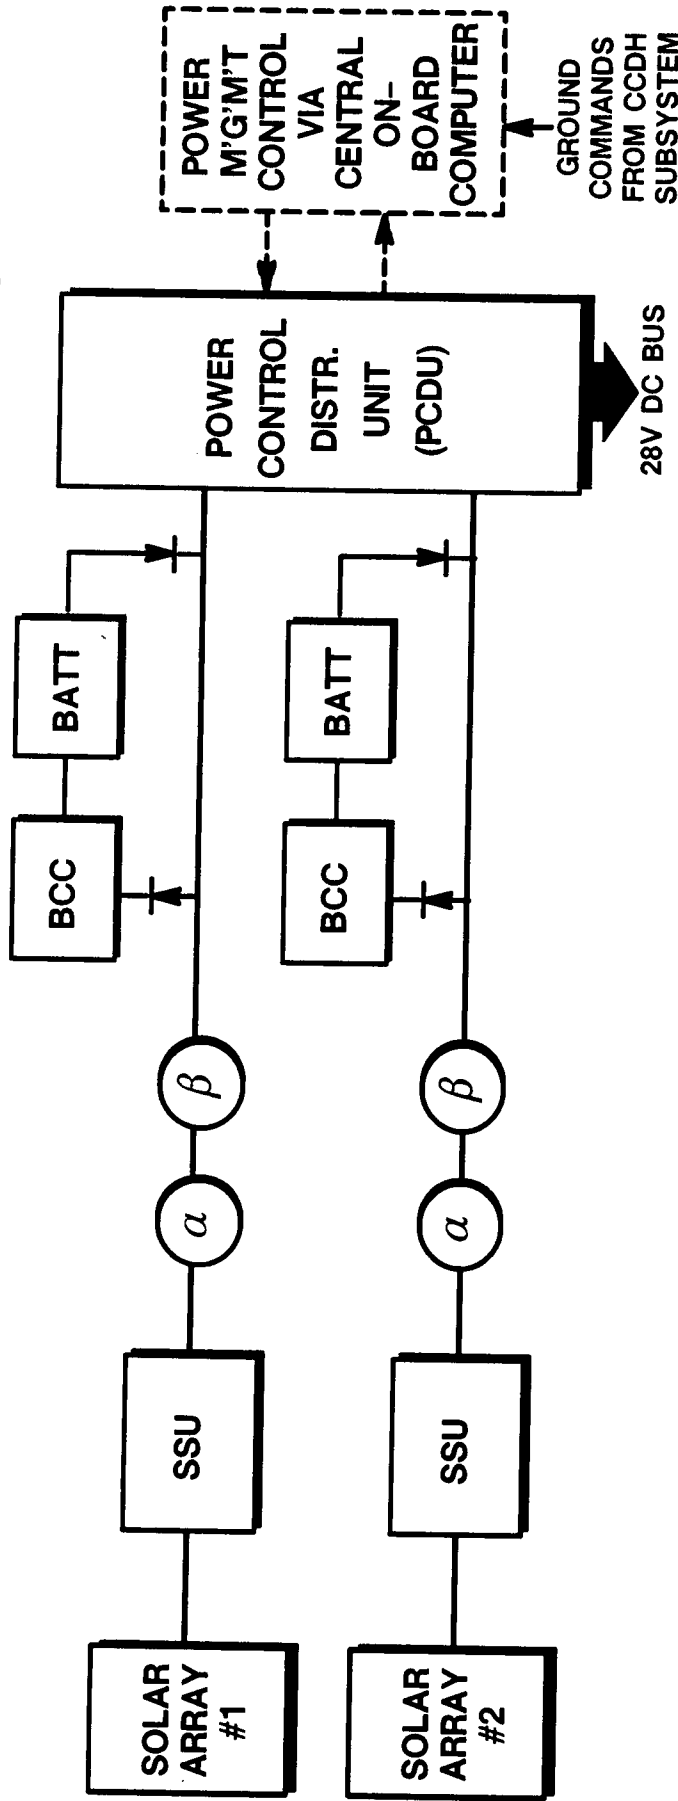 SOLAR
ARRAY
#1
SSU
α
β
BCC
BATT
SOLAR
ARRAY
#2
SSU
α
β
BCC
BATT
POWER
CONTROL
DISTR.
UNIT
(PCDU)
28V DC BUS
POWER
M'G'M'T
CONTROL
VIA
CENTRAL
ON-
BOARD
COMPUTER
GROUND
COMMANDS
FROM CCDH
SUBSYSTEM